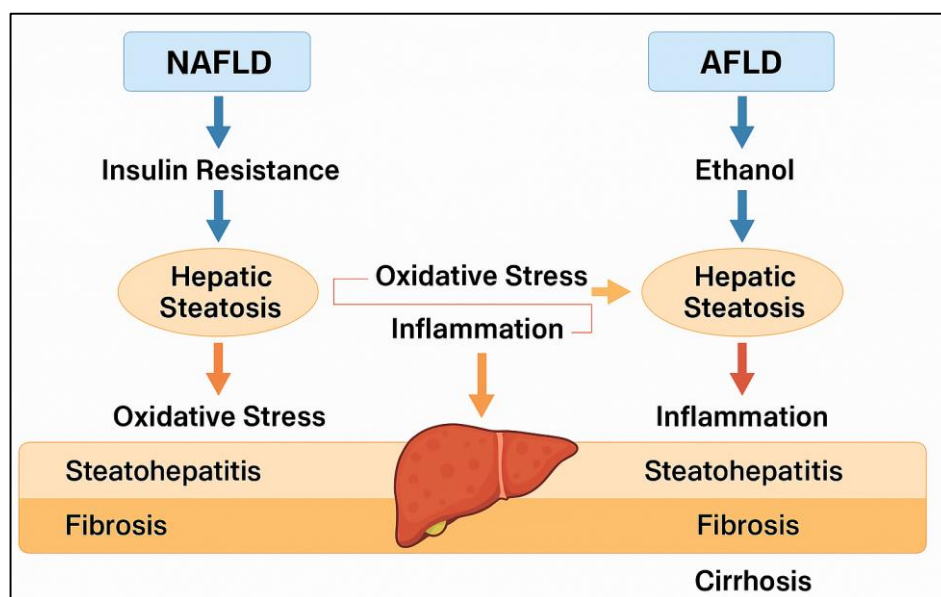 NAFLD
AFLD
Insulin Resistance
Ethanol
Hepatic
Steatosis
Oxidative Stress
Inflammation
Hepatic
Steatosis
Oxidative Stress
Inflammation
Steatohepatitis
Steatohepatitis
Fibrosis
Fibrosis
Cirrhosis